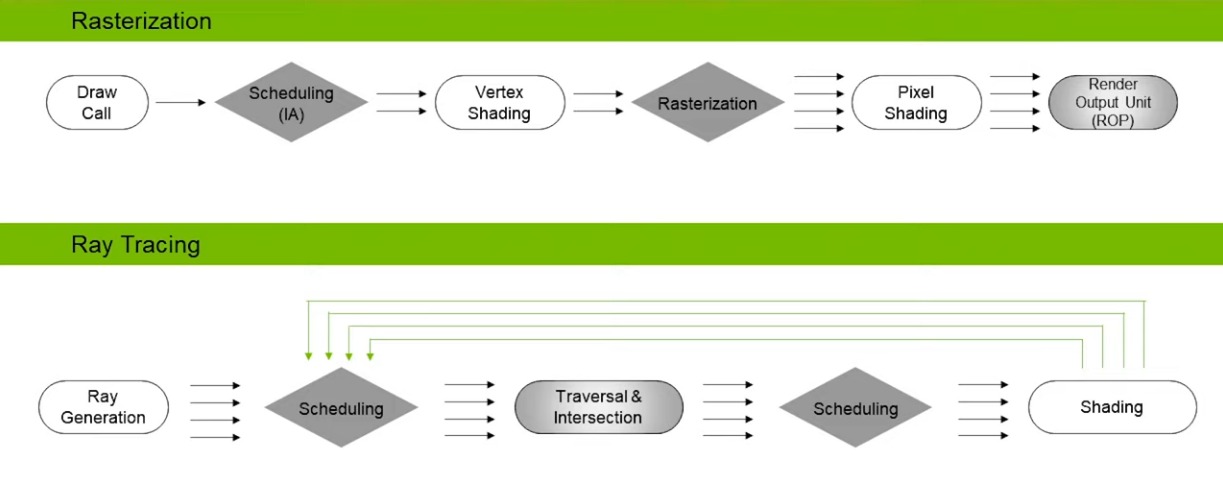 Rasterization
Draw
Call
Scheduling
(IA)
Vertex
Shading
Rasterization
Pixel
Shading
Render
Output Unit
(ROP)
Ray Tracing
Ray
Generation
Scheduling
Traversal &
Intersection
Scheduling
Shading